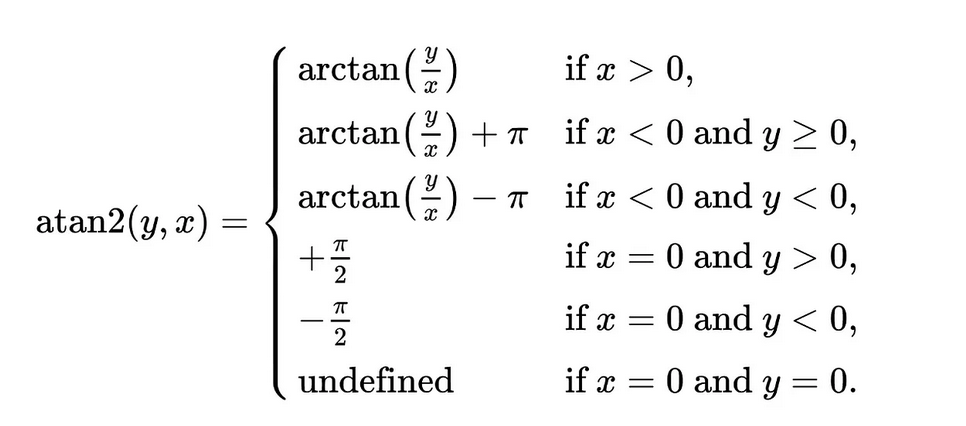 atan2(y, x) =
arctan(y/x) if x > 0,
arctan(y/x) + π if x < 0 and y ≥ 0,
arctan(y/x) − π if x < 0 and y < 0,
+π/2 if x = 0 and y > 0,
−π/2 if x = 0 and y < 0,
undefined if x = 0 and y = 0.